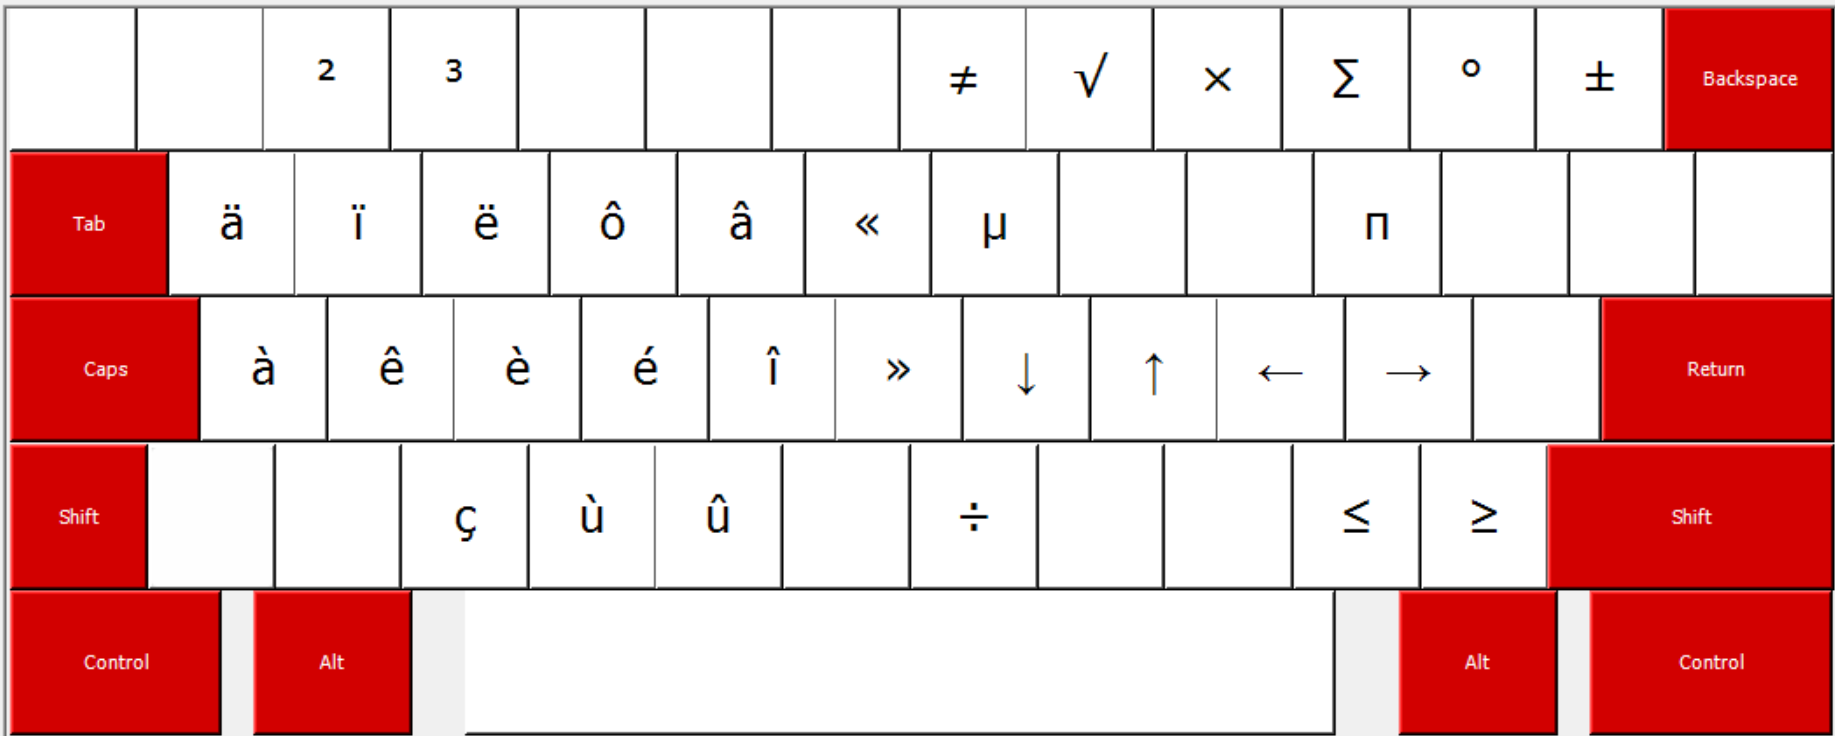 ² ³ ≠ √ × ∑ ° ± Backspace
Tab ä ï ë ô â « µ п
Caps à ê è é î » ↓ ↑ ← → Return
Shift ç ù û ÷ ≤ ≥ Shift
Control Alt Alt Control